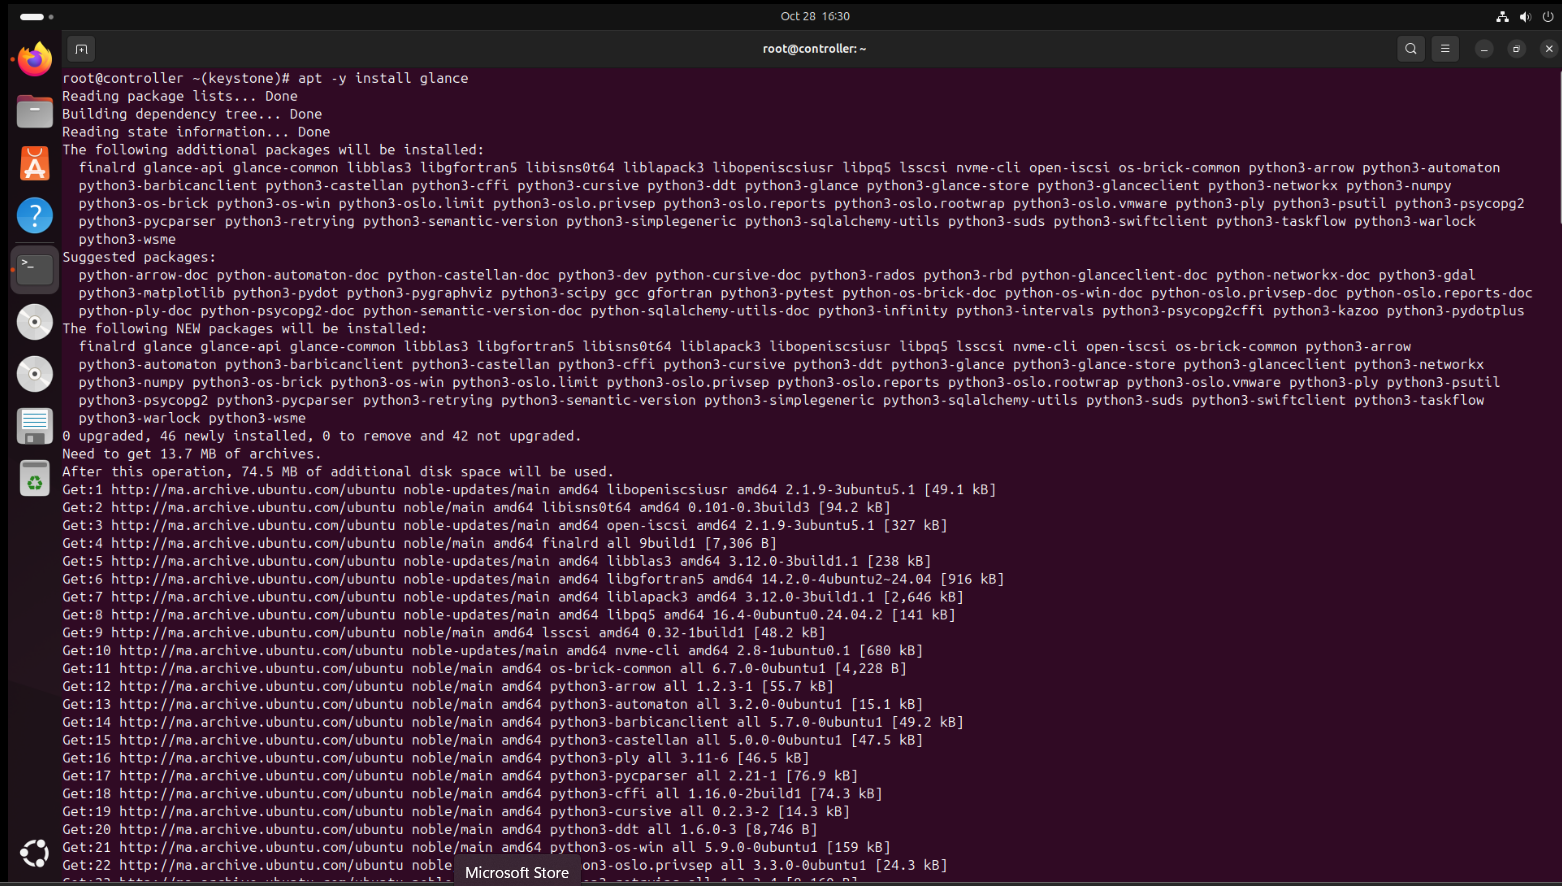 Oct 28 16:30
root@controller: ~
root@controller ~(keystone)# apt -y install glance
Reading package lists... Done
Building dependency tree... Done
Reading state information... Done
The following additional packages will be installed:
finalrd glance-api glance-common libblas3 libgfortran5 libisns0t64 liblapack3 libopeniscsiusr libpq5 lsscsi nvme-cli open-iscsi os-brick-common python3-arrow python3-automaton
python3-barbicanclient python3-castellan python3-cffi python3-cursive python3-ddt python3-glance python3-glance-store python3-glanceclient python3-networkx python3-numpy
python3-os-brick python3-os-win python3-oslo.limit python3-oslo.privsep python3-oslo.reports python3-oslo.rootwrap python3-oslo.vmware python3-ply python3-psutil python3-psycopg2
python3-pycparser python3-retrying python3-semantic-version python3-simplegeneric python3-sqlalchemy-utils python3-suds python3-swiftclient python3-taskflow python3-warlock
python3-wsme
Suggested packages:
python-arrow-doc python-automaton-doc python-castellan-doc python3-dev python-cursive-doc python3-rados python3-rbd python-glanceclient-doc python-networkx-doc python3-gdal
python3-matplotlib python3-pydot python3-pygraphviz python3-scipy gcc gfortran python3-pytest python-os-brick-doc python-os-win-doc python-oslo.privsep-doc python-oslo.reports-doc
python-ply-doc python-psycopg2-doc python-semantic-version-doc python-sqlalchemy-utils-doc python3-infinity python3-intervals python3-psycopg2cffi python3-kazoo python3-pydotplus
The following NEW packages will be installed:
finalrd glance glance-api glance-common libblas3 libgfortran5 libisns0t64 liblapack3 libopeniscsiusr libpq5 lsscsi nvme-cli open-iscsi os-brick-common python3-arrow
python3-automaton python3-barbicanclient python3-castellan python3-cffi python3-cursive python3-ddt python3-glance python3-glance-store python3-glanceclient python3-networkx
python3-numpy python3-os-brick python3-os-win python3-oslo.limit python3-oslo.privsep python3-oslo.reports python3-oslo.rootwrap python3-oslo.vmware python3-ply python3-psutil
python3-psycopg2 python3-pycparser python3-retrying python3-semantic-version python3-simplegeneric python3-sqlalchemy-utils python3-suds python3-swiftclient python3-taskflow
python3-warlock python3-wsme
0 upgraded, 46 newly installed, 0 to remove and 42 not upgraded.
Need to get 13.7 MB of archives.
After this operation, 74.5 MB of additional disk space will be used.
Get:1 http://ma.archive.ubuntu.com/ubuntu noble-updates/main amd64 libopeniscsiusr amd64 2.1.9-3ubuntu5.1 [49.1 kB]
Get:2 http://ma.archive.ubuntu.com/ubuntu noble/main amd64 libisns0t64 amd64 0.101-0.3build3 [94.2 kB]
Get:3 http://ma.archive.ubuntu.com/ubuntu noble-updates/main amd64 open-iscsi amd64 2.1.9-3ubuntu5.1 [327 kB]
Get:4 http://ma.archive.ubuntu.com/ubuntu noble/main amd64 finalrd all 9build1 [7,306 B]
Get:5 http://ma.archive.ubuntu.com/ubuntu noble-updates/main amd64 libblas3 amd64 3.12.0-3build1.1 [238 kB]
Get:6 http://ma.archive.ubuntu.com/ubuntu noble-updates/main amd64 libgfortran5 amd64 14.2.0-4ubuntu2~24.04 [916 kB]
Get:7 http://ma.archive.ubuntu.com/ubuntu noble-updates/main amd64 liblapack3 amd64 3.12.0-3build1.1 [2,646 kB]
Get:8 http://ma.archive.ubuntu.com/ubuntu noble-updates/main amd64 libpq5 amd64 16.4-0ubuntu0.24.04.2 [141 kB]
Get:9 http://ma.archive.ubuntu.com/ubuntu noble/main amd64 lsscsi amd64 0.32-1build1 [48.2 kB]
Get:10 http://ma.archive.ubuntu.com/ubuntu noble-updates/main amd64 nvme-cli amd64 2.8-1ubuntu0.1 [680 kB]
Get:11 http://ma.archive.ubuntu.com/ubuntu noble/main amd64 os-brick-common all 6.7.0-0ubuntu1 [4,228 B]
Get:12 http://ma.archive.ubuntu.com/ubuntu noble/main amd64 python3-arrow all 1.2.3-1 [55.7 kB]
Get:13 http://ma.archive.ubuntu.com/ubuntu noble/main amd64 python3-automaton all 3.2.0-0ubuntu1 [15.1 kB]
Get:14 http://ma.archive.ubuntu.com/ubuntu noble/main amd64 python3-barbicanclient all 5.7.0-0ubuntu1 [49.2 kB]
Get:15 http://ma.archive.ubuntu.com/ubuntu noble/main amd64 python3-castellan all 5.0.0-0ubuntu1 [47.5 kB]
Get:16 http://ma.archive.ubuntu.com/ubuntu noble/main amd64 python3-ply all 3.11-6 [46.5 kB]
Get:17 http://ma.archive.ubuntu.com/ubuntu noble/main amd64 python3-pycparser all 2.21-1 [76.9 kB]
Get:18 http://ma.archive.ubuntu.com/ubuntu noble/main amd64 python3-cffi all 1.16.0-2build1 [74.3 kB]
Get:19 http://ma.archive.ubuntu.com/ubuntu noble/main amd64 python3-cursive all 0.2.3-2 [14.3 kB]
Get:20 http://ma.archive.ubuntu.com/ubuntu noble/main amd64 python3-ddt all 1.6.0-3 [8,746 B]
Get:21 http://ma.archive.ubuntu.com/ubuntu noble/main amd64 python3-os-win all 5.9.0-0ubuntu1 [159 kB]
Get:22 http://ma.archive.ubuntu.com/ubuntu noble on3-oslo.privsep all 3.3.0-0ubuntu1 [24.3 kB]
Microsoft Store